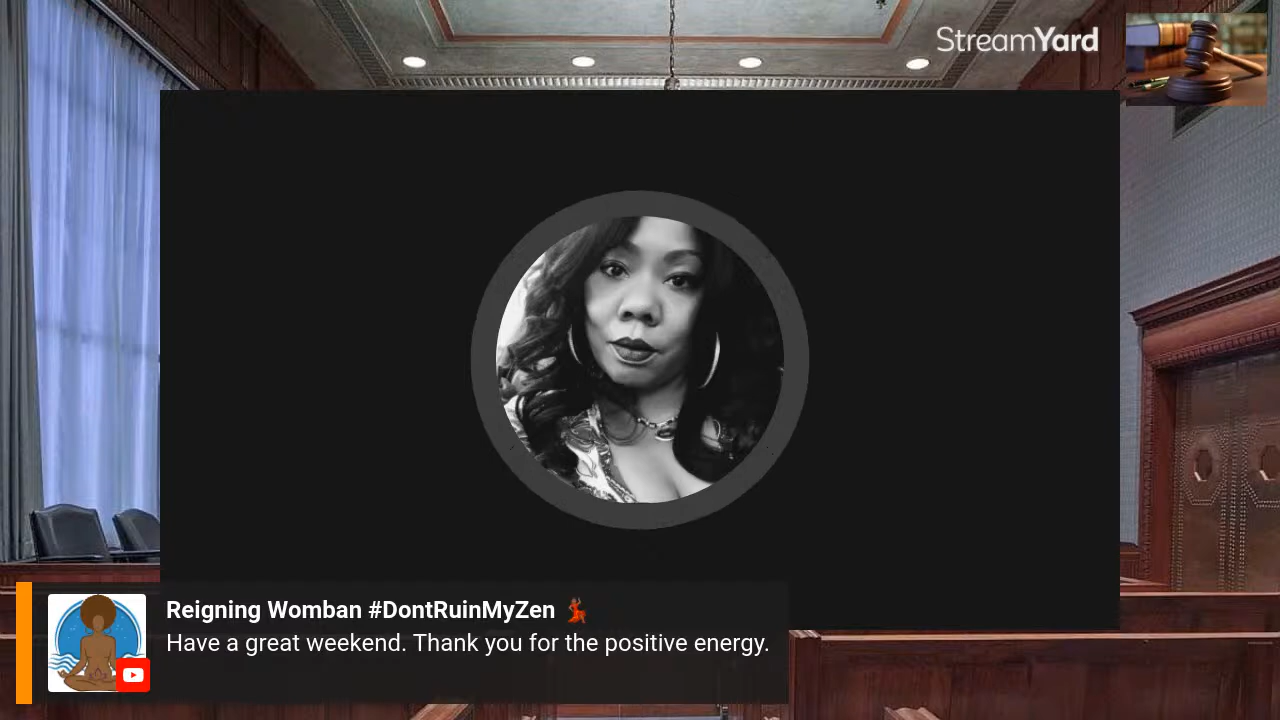 StreamYard
Reigning Womban #DontRuinMyZen 💃
Have a great weekend. Thank you for the positive energy.